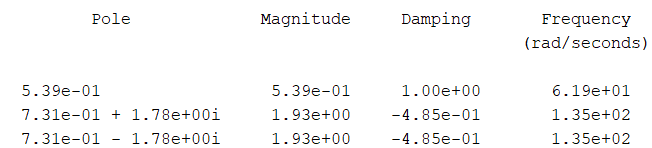 Pole Magnitude Damping Frequency
(rad/seconds)
5.39e-01 5.39e-01 1.00e+00 6.19e+01
7.31e-01 + 1.78e+00i 1.93e+00 -4.85e-01 1.35e+02
7.31e-01 - 1.78e+00i 1.93e+00 -4.85e-01 1.35e+02